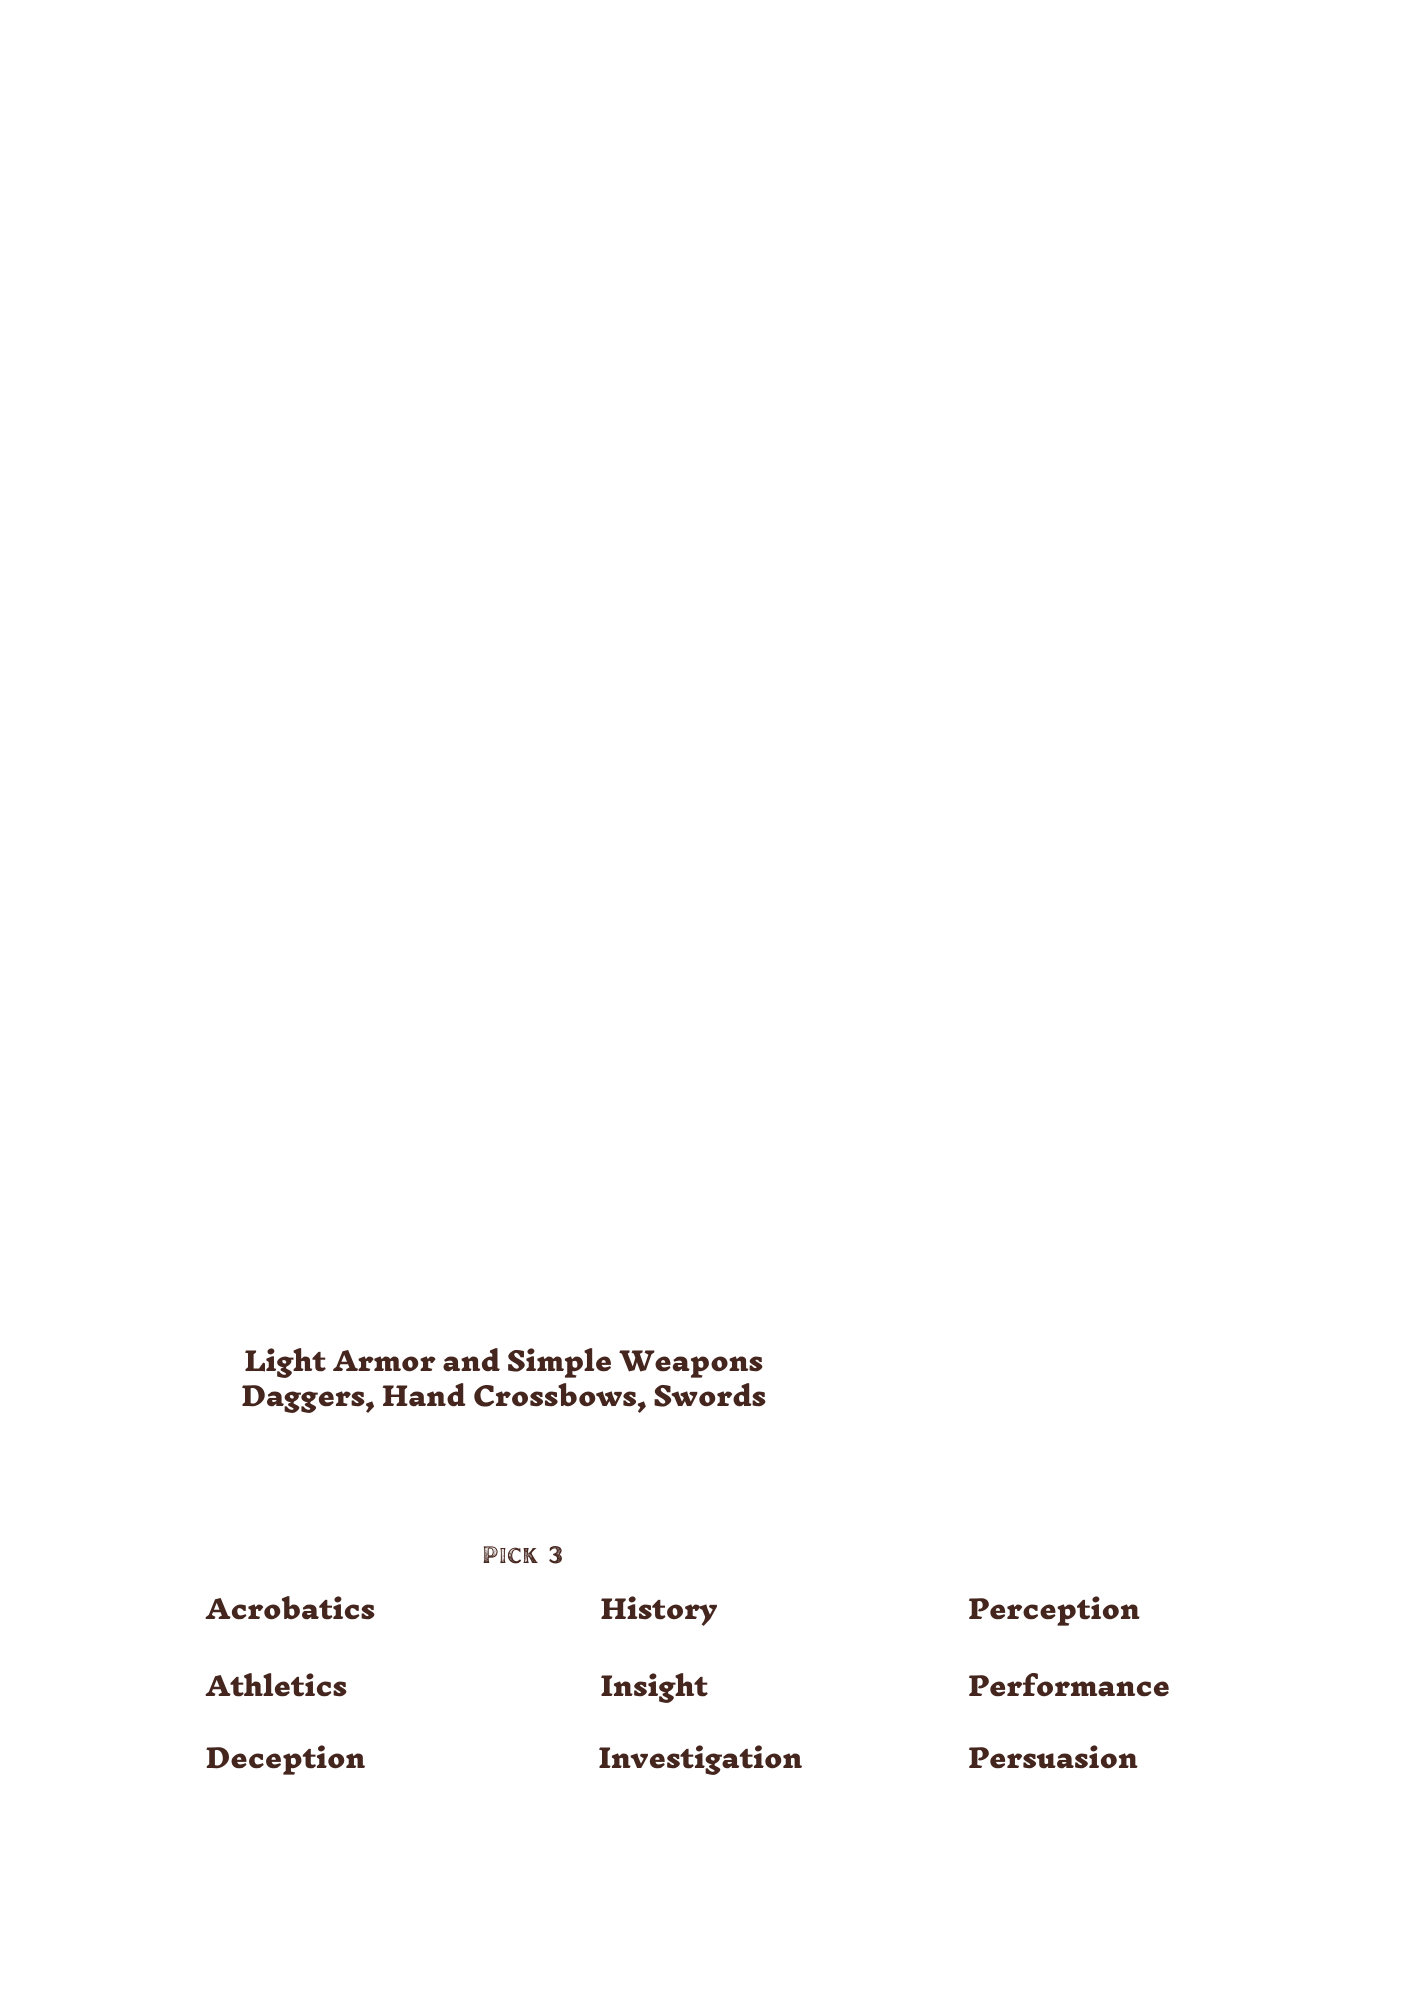 Light Armor and Simple Weapons
Daggers, Hand Crossbows, Swords
Pick 3
Acrobatics History Perception
Athletics Insight Performance
Deception Investigation Persuasion